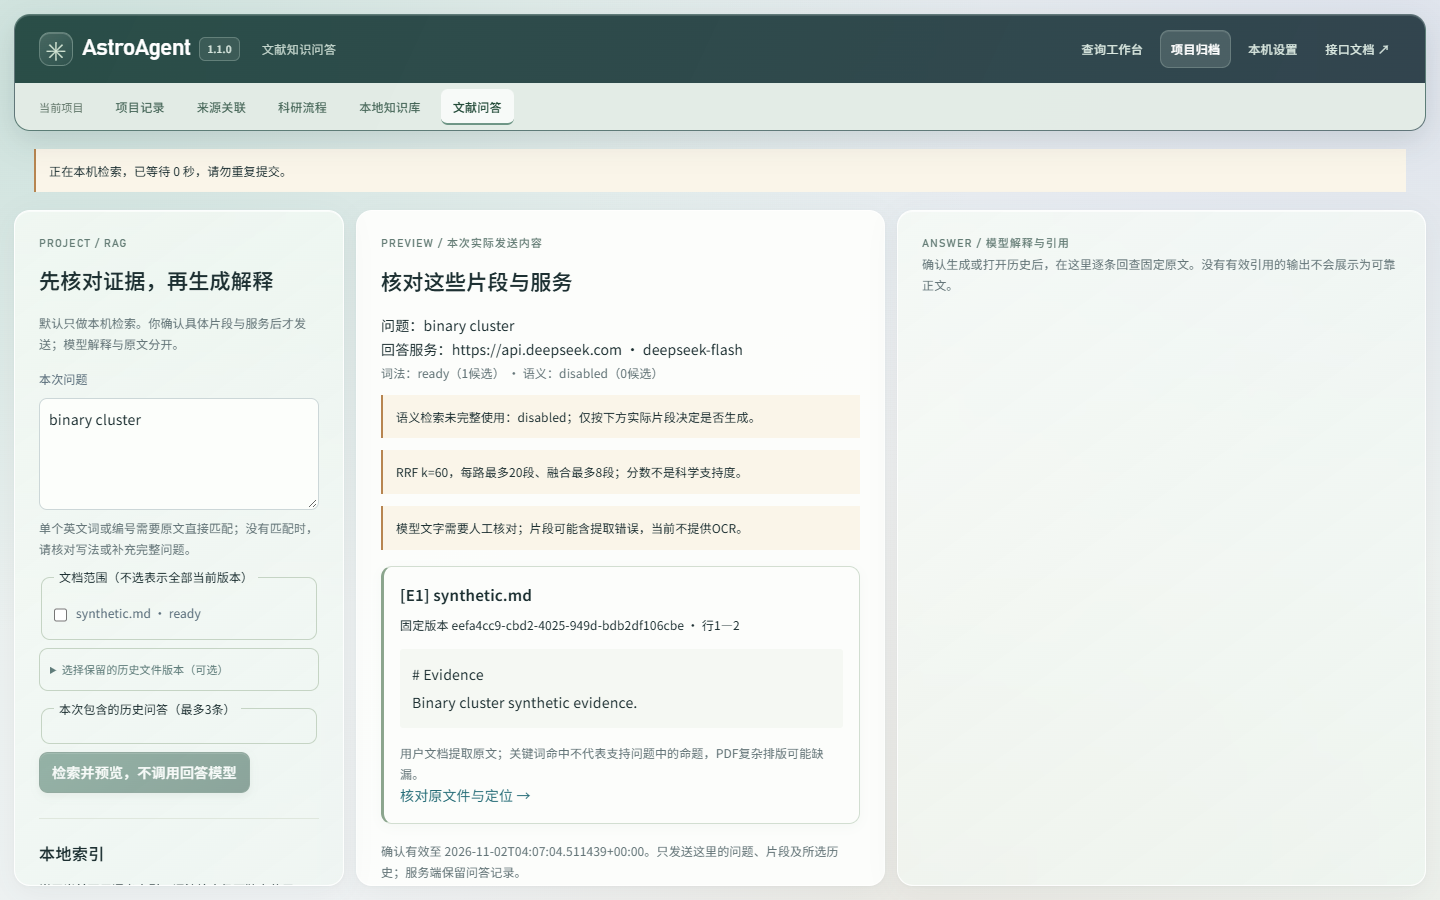 AstroAgent 1.1.0 文献知识问答 查询工作台 项目归档 本机设置 接口文档 ↗
当前项目 项目记录 来源关联 科研流程 本地知识库 文献问答
正在本机检索，已等待 0 秒，请勿重复提交。
PROJECT / RAG
先核对证据，再生成解释
默认只做本机检索。你确认具体片段与服务后才发
送；模型解释与原文分开。
本次问题
binary cluster
单个英文词或编号需要原文直接匹配；没有匹配时，
请核对写法或补充完整问题。
文档范围（不选表示全部当前版本）
synthetic.md · ready
▶ 选择保留的历史文件版本（可选）
本次包含的历史问答（最多3条）
检索并预览，不调用回答模型
本地索引
PREVIEW / 本次实际发送内容
核对这些片段与服务
问题：binary cluster
回答服务：https://api.deepseek.com · deepseek-flash
词法：ready（1候选） · 语义：disabled（0候选）
语义检索未完整使用：disabled；仅按下方实际片段决定是否生成。
RRF k=60，每路最多20段、融合最多8段；分数不是科学支持度。
模型文字需要人工核对；片段可能含提取错误，当前不提供OCR。
[E1] synthetic.md
固定版本 eefa4cc9-cbd2-4025-949d-bdb2df106cbe · 行1—2
# Evidence
Binary cluster synthetic evidence.
用户文档提取原文；关键词命中不代表支持问题中的命题，PDF复杂排版可能缺
漏。
核对原文件与定位 →
确认有效至 2026-11-02T04:07:04.511439+00:00。只发送这里的问题、片段及所选历
史；服务端保留问答记录。
ANSWER / 模型解释与引用
确认生成或打开历史后，在这里逐条回查固定原文。没有有效引用的输出不会展示为可靠
正文。